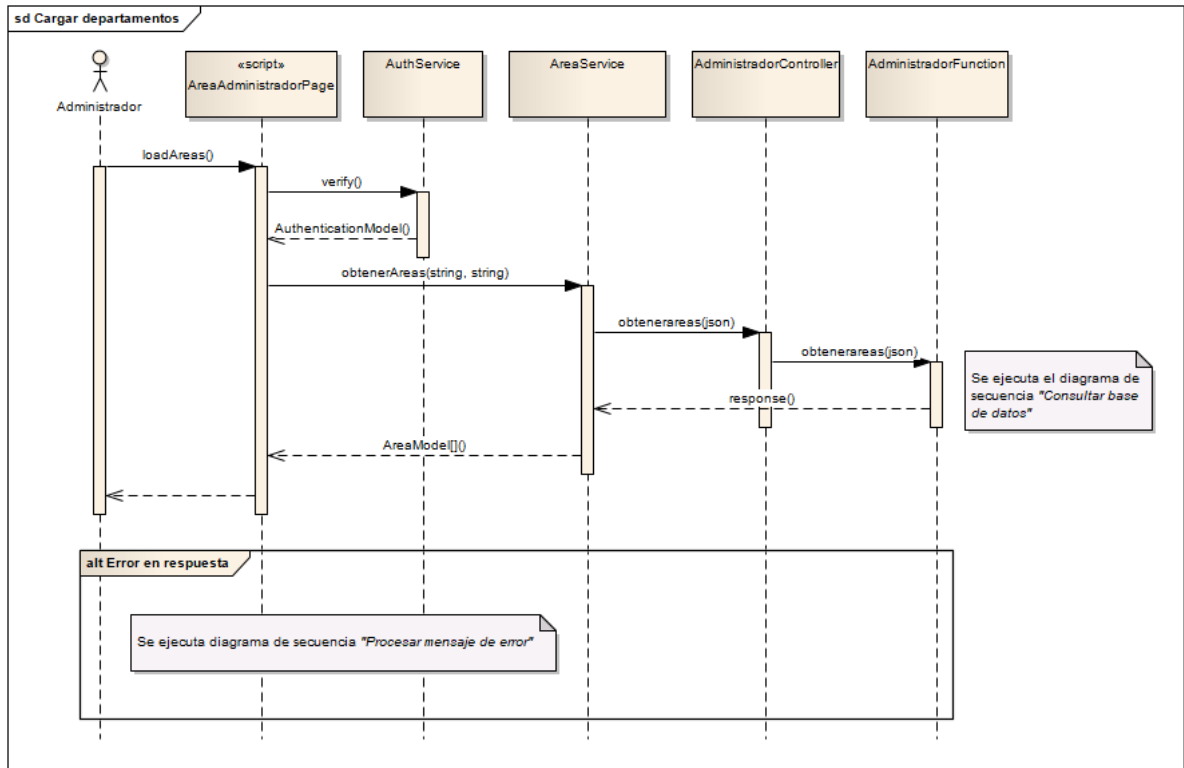 sd Cargar departamentos
Administrador
«script»
AreaAdministradorPage
AuthService
AreaService
AdministradorController
AdministradorFunction
loadAreas()
verify()
AuthenticationModel()
obtenerAreas(string, string)
obtenerareas(json)
obtenerareas(json)
Se ejecuta el diagrama de
secuencia "Consultar base
de datos"
response()
AreaModel[]()
alt Error en respuesta
Se ejecuta diagrama de secuencia "Procesar mensaje de error"